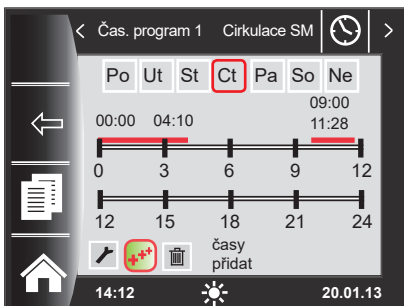 < Čas. program 1 Cirkulace SM >
Po Ut St Ct Pa So Ne
09:00
00:00 04:10 11:28
0 3 6 9 12
12 15 18 21 24
časy
přidat
14:12 20.01.13